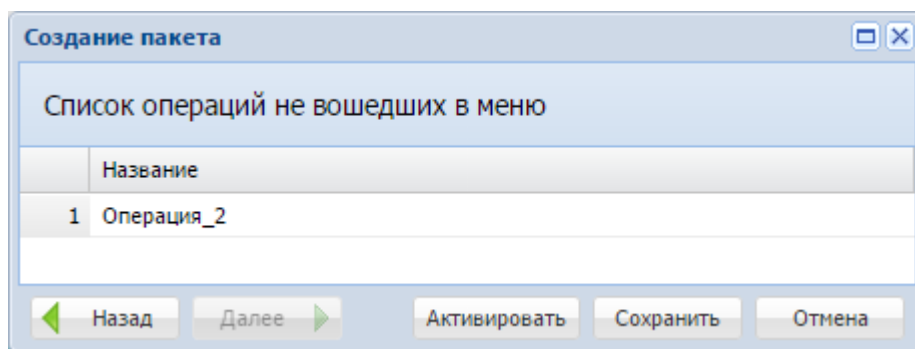 Создание пакета
Список операций не вошедших в меню
Название
1 Операция_2
Назад Далее Активировать Сохранить Отмена